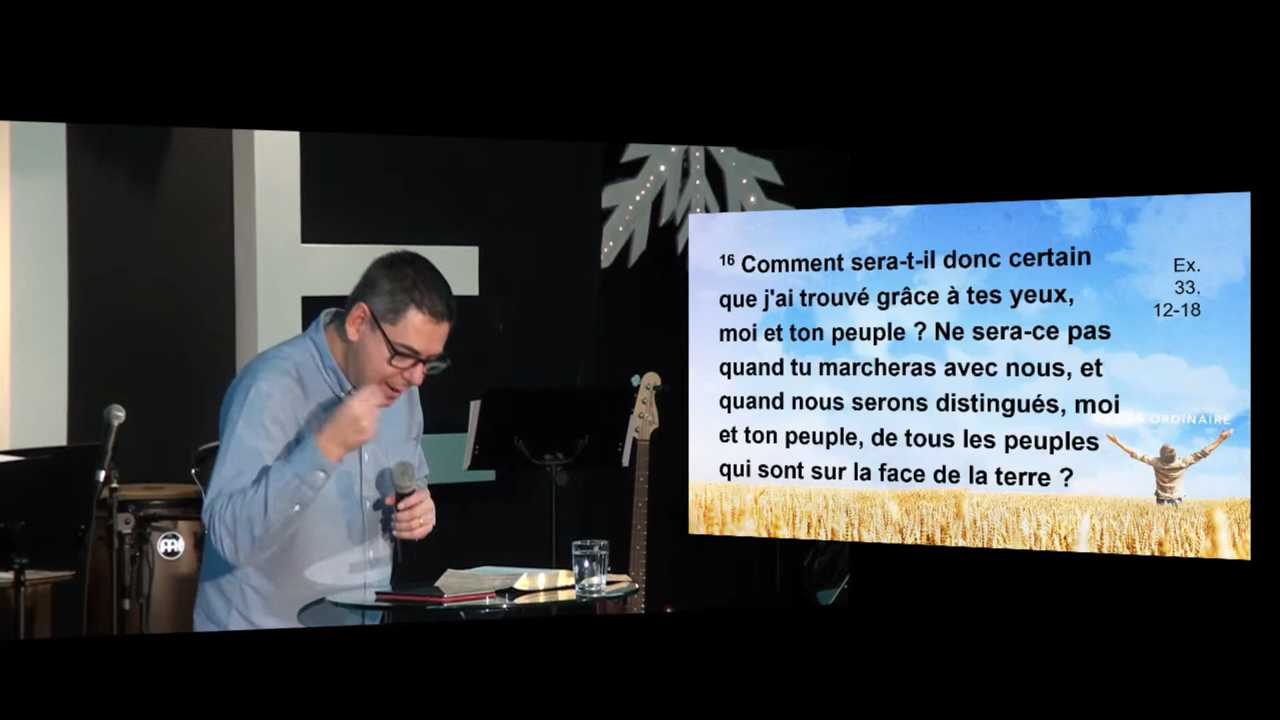 16 Comment sera-t-il donc certain
que j'ai trouvé grâce à tes yeux,
moi et ton peuple ? Ne sera-ce pas
quand tu marcheras avec nous, et
quand nous serons distingués, moi
et ton peuple, de tous les peuples
qui sont sur la face de la terre ?
Ex.
33.
12-18
ORDINAIRE